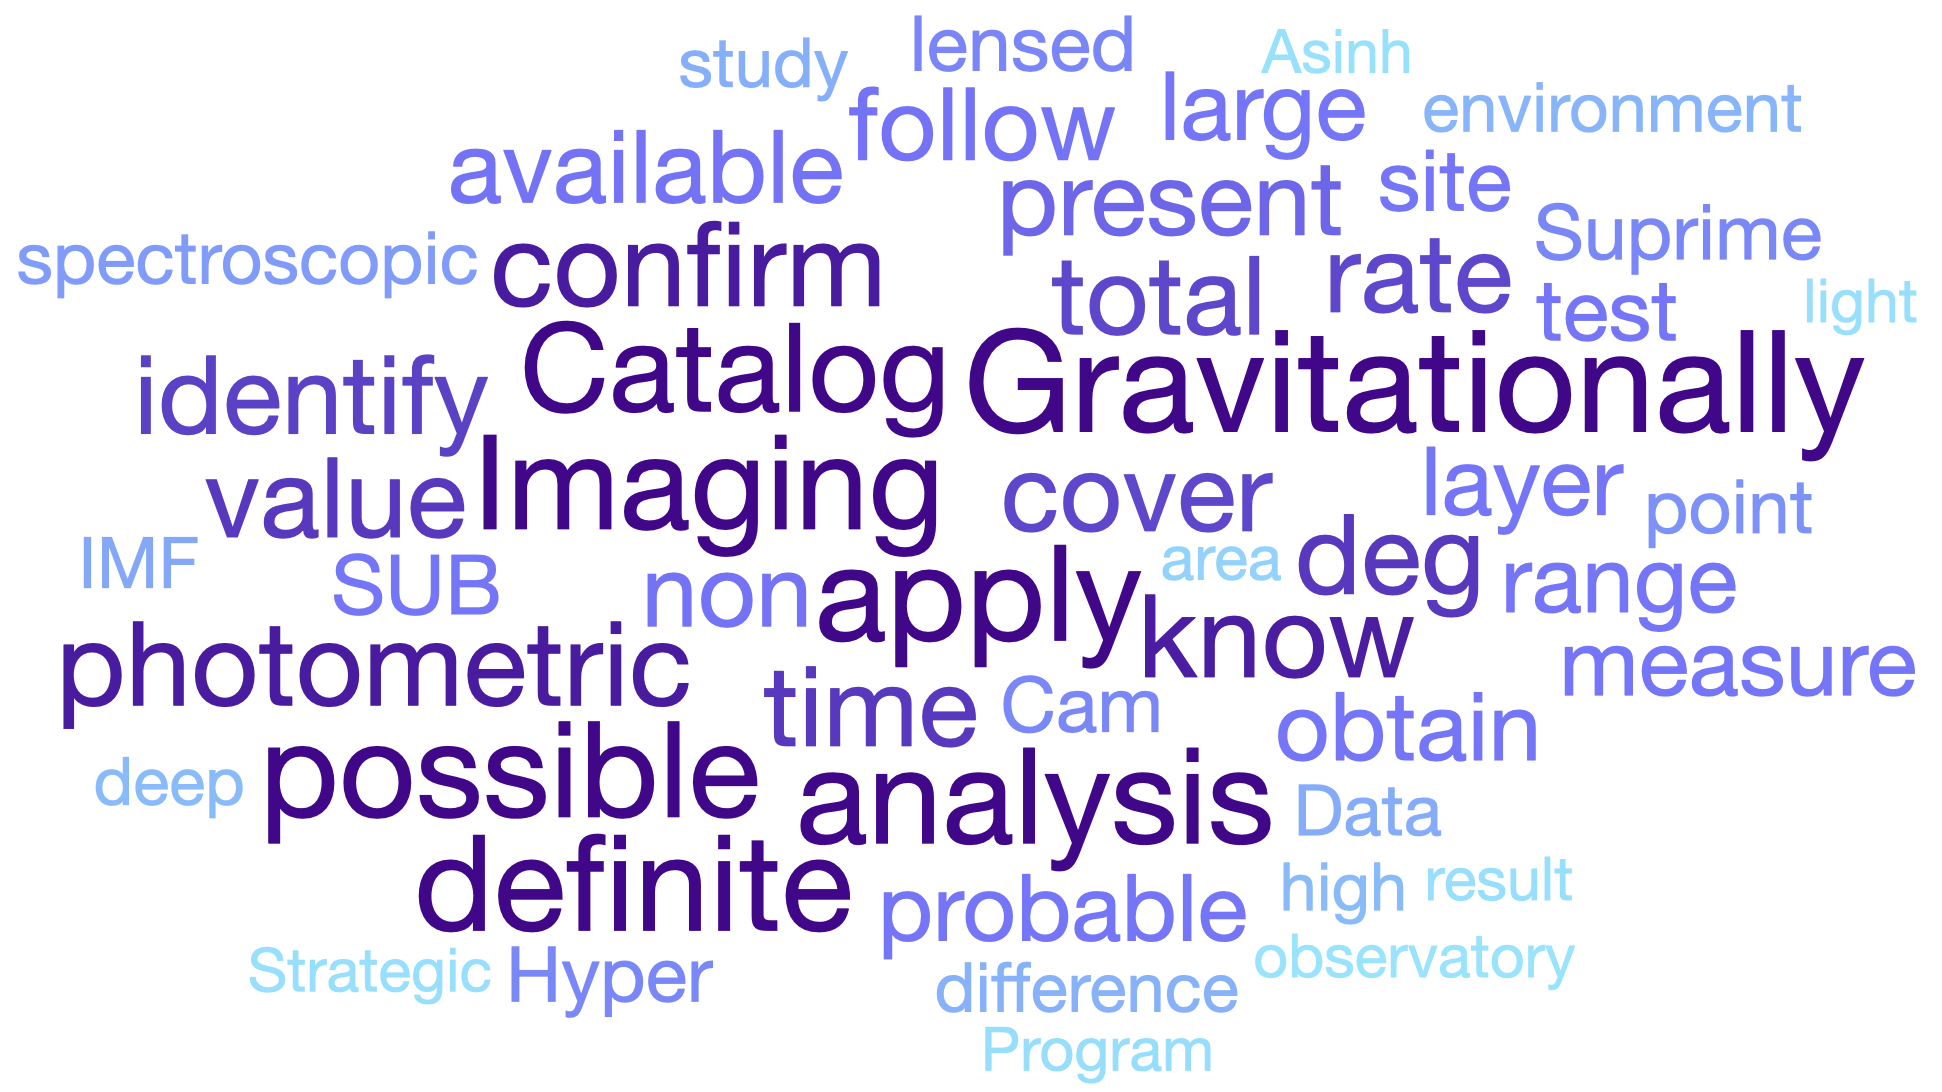 lensed
Asinh
study
follow
large
environment
available
present
site
Suprime
spectroscopic
confirm
total
rate
test
light
identify
Catalog
Gravitationally
value
Imaging
cover
layer
point
IMF
SUB
non
apply
area
deg
range
photometric
know
measure
time
Cam
obtain
deep
possible
analysis
Data
definite
probable
high
result
Strategic
Hyper
difference
observatory
Program